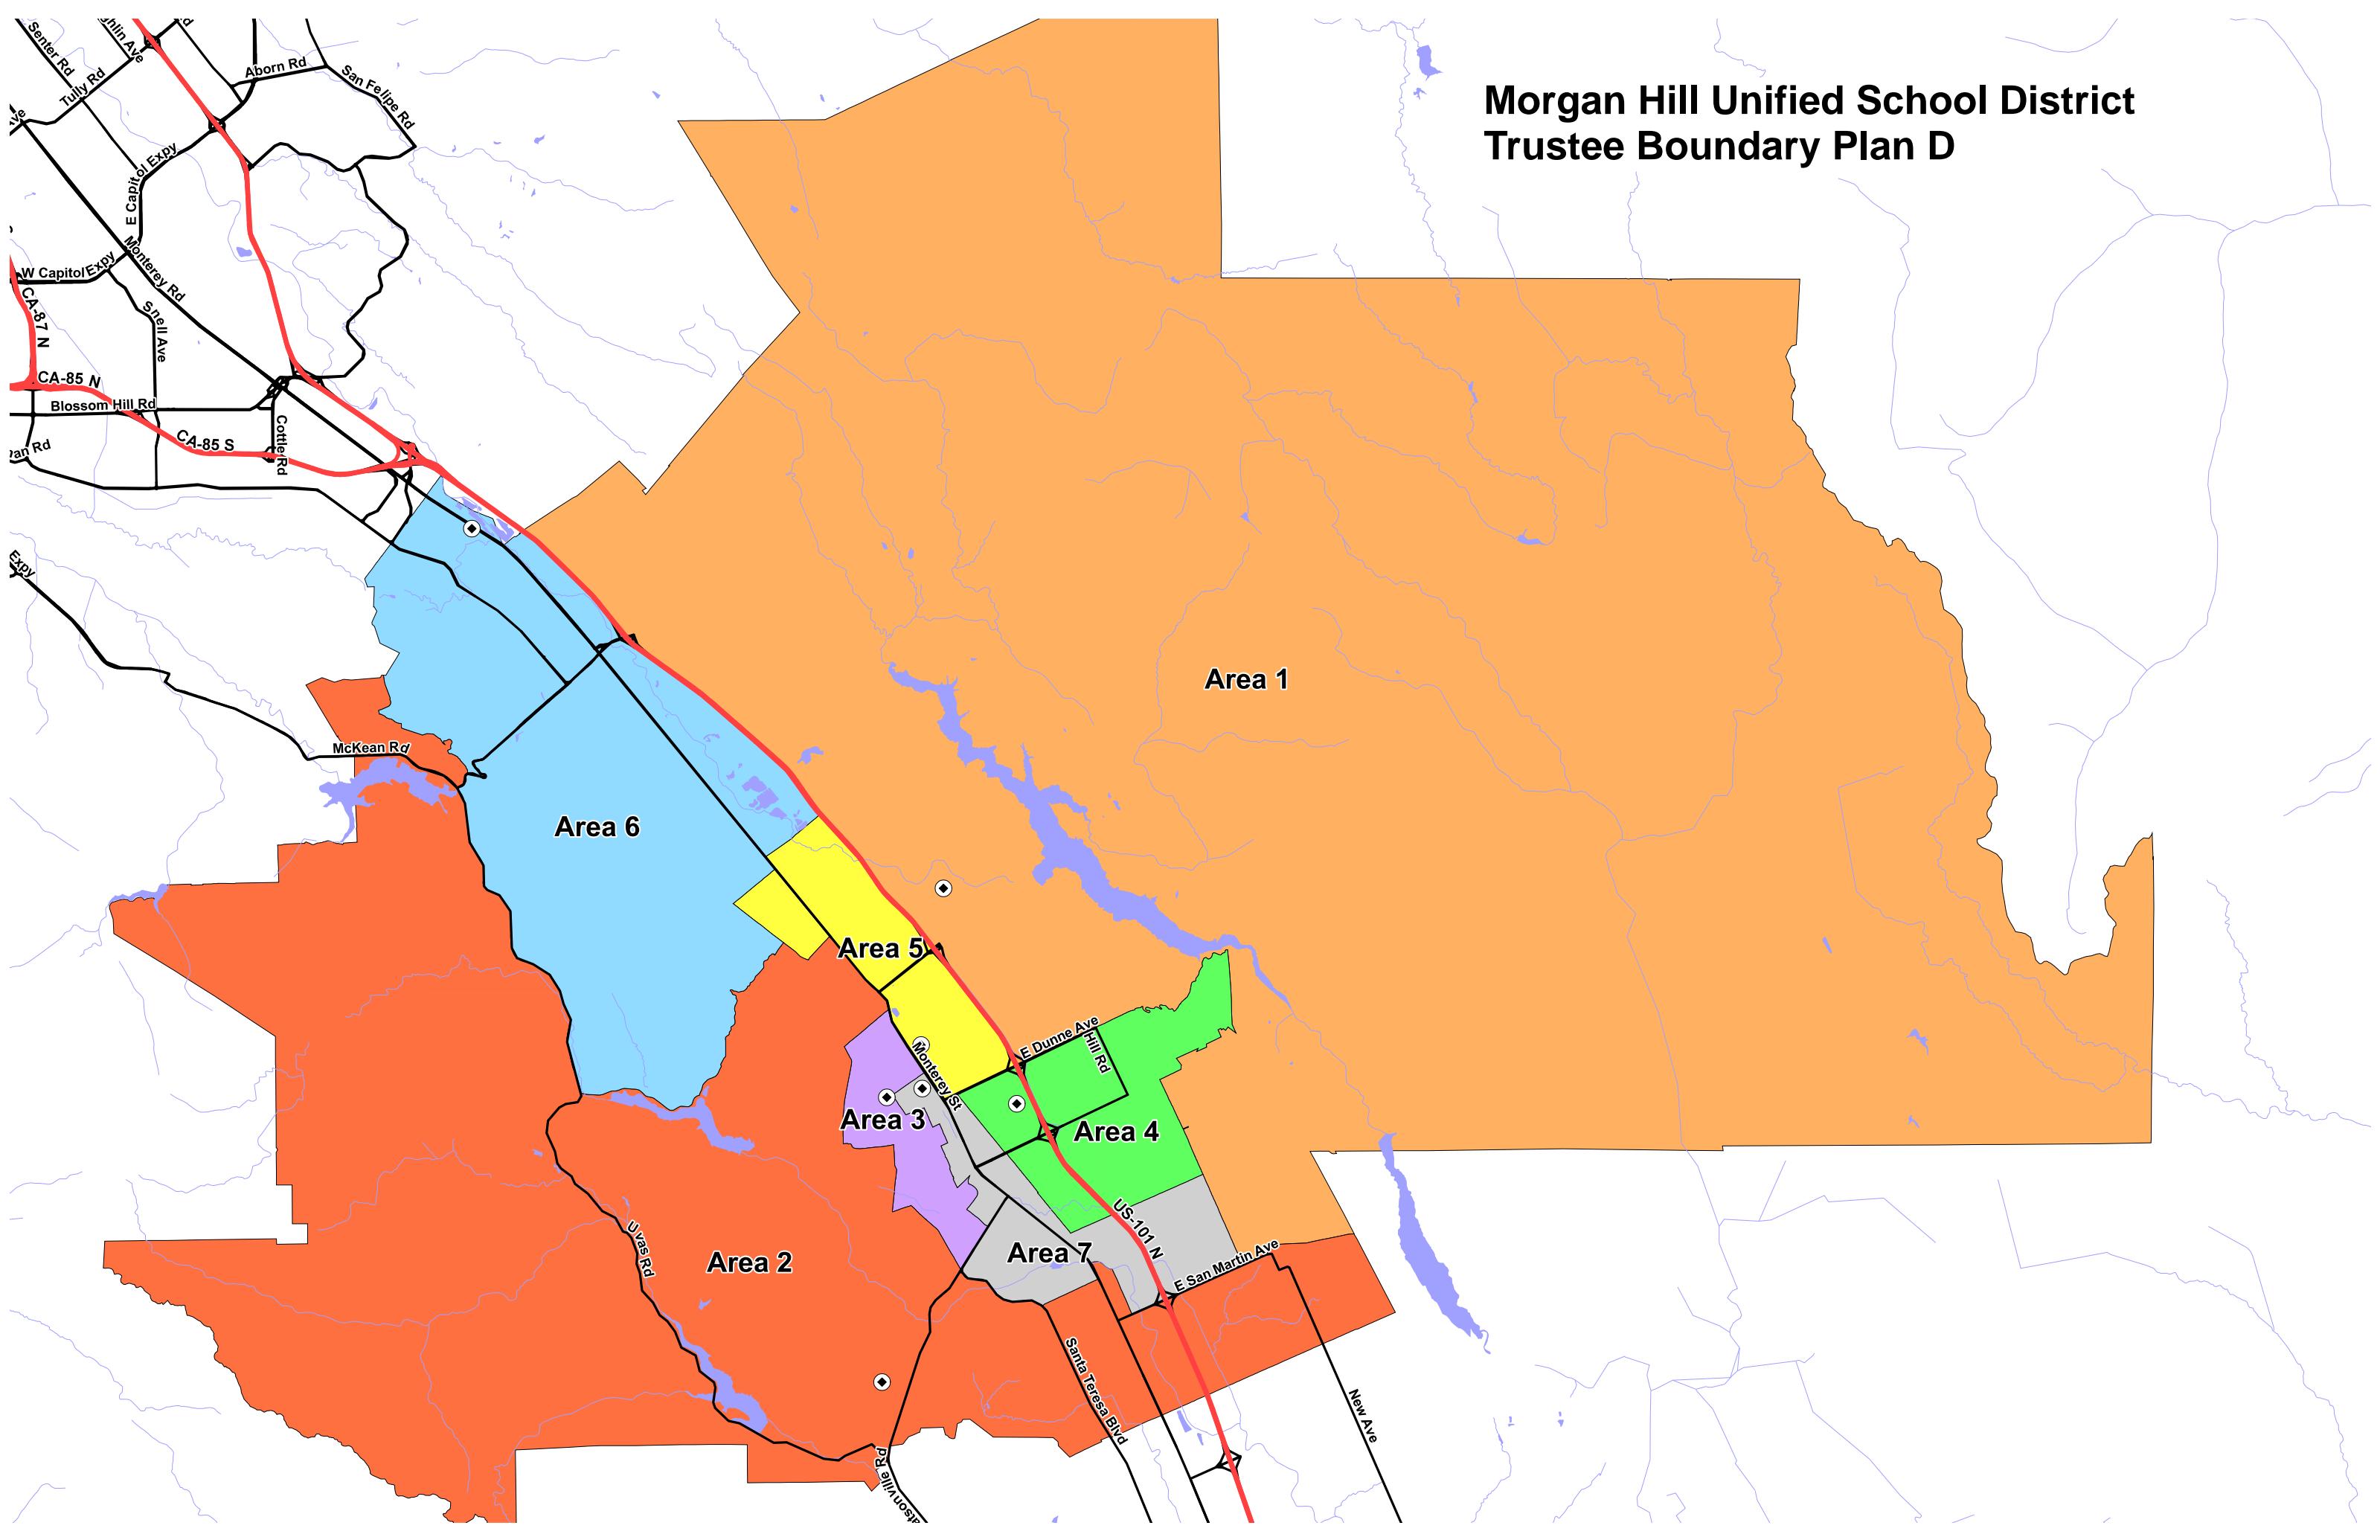 Morgan Hill Unified School District
Trustee Boundary Plan D
Senter Rd
Tully Rd
Aborn Rd
San Felipe Rd
E Capitol Expy
Monterey Rd
W Capitol Expy
CA-87 N
Snell Ave
CA-85 N
Blossom Hill Rd
CA-85 S
Cottle Rd
Expy
McKean Rd
Area 1
Area 6
Area 5
E Dunne Ave
Hill Rd
Monterey St
Area 3
Area 4
US-101 N
Area 7
Area 2
Uvas Rd
E San Martin Ave
Santa Teresa Blvd
New Ave